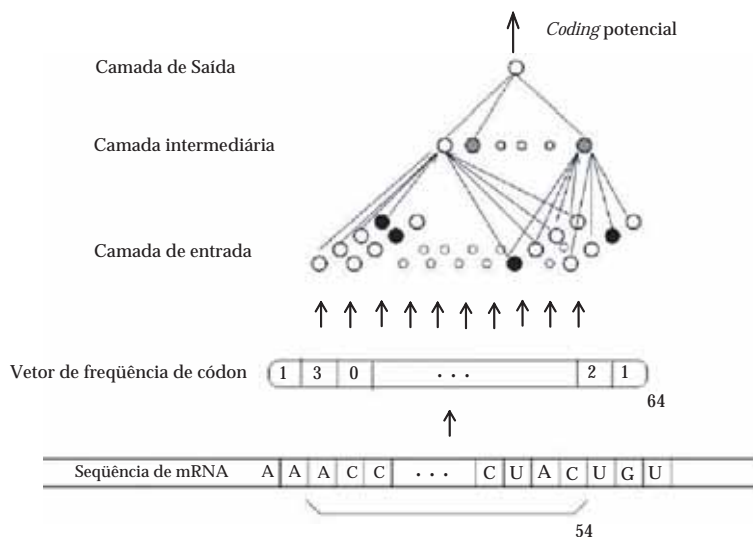 Coding potencial
Camada de Saída
Camada intermediária
Camada de entrada
Vetor de freqüência de códon 1 3 0 ... 2 1
64
Seqüência de mRNA A A A C C ... C U A C U G U
54